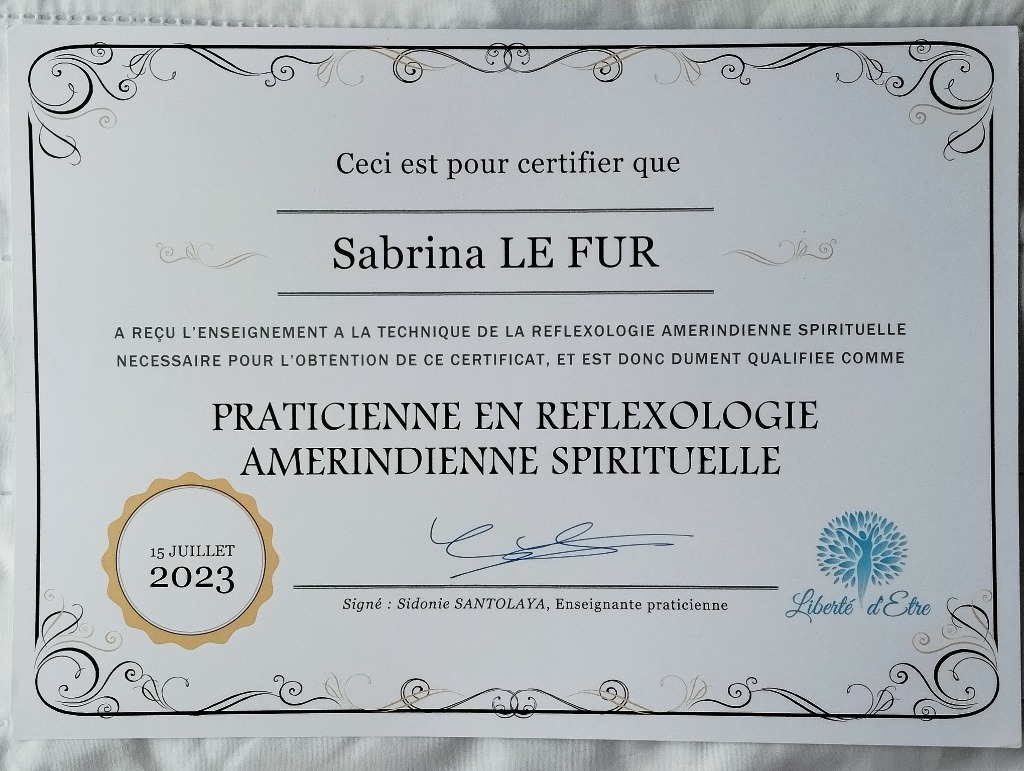 Ceci est pour certifier que
Sabrina LE FUR
A REÇU L'ENSEIGNEMENT A LA TECHNIQUE DE LA REFLEXOLOGIE AMERINDIENNE SPIRITUELLE
NECESSAIRE POUR L'OBTENTION DE CE CERTIFICAT, ET EST DONC DUMENT QUALIFIEE COMME
PRATICIENNE EN REFLEXOLOGIE
AMERINDIENNE SPIRITUELLE
15 JUILLET
2023
Signé : Sidonie SANTOLAYA, Enseignante praticienne
Liberté d'Etre